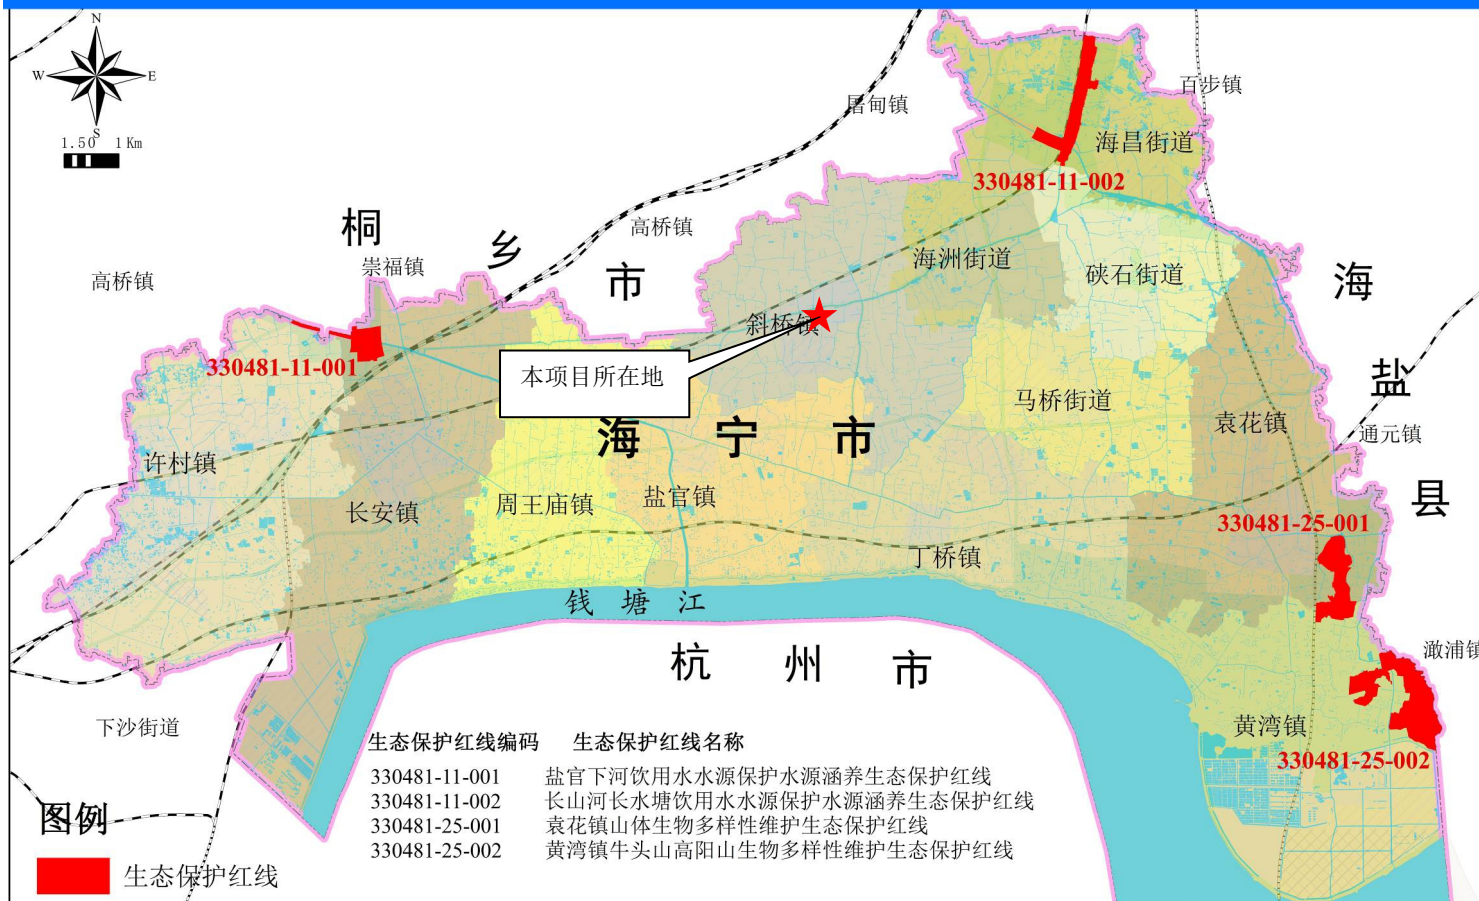 N
W
E
S
1.50 1 Km
屠甸镇
百步镇
海昌街道
330481-11-002
桐
乡
市
高桥镇
崇福镇
高桥镇
海洲街道
硖石街道
海
盐
县
斜桥镇
330481-11-001
本项目所在地
马桥街道
袁花镇
通元镇
海 宁 市
许村镇
长安镇
周王庙镇
盐官镇
330481-25-001
丁桥镇
钱 塘 江
杭 州 市
澉浦镇
下沙街道
黄湾镇
330481-25-002
生态保护红线编码 生态保护红线名称
330481-11-001 盐官下河饮用水水源保护水源涵养生态保护红线
330481-11-002 长山河长水塘饮用水水源保护水源涵养生态保护红线
330481-25-001 袁花镇山体生物多样性维护生态保护红线
330481-25-002 黄湾镇牛头山高阳山生物多样性维护生态保护红线
图例
生态保护红线